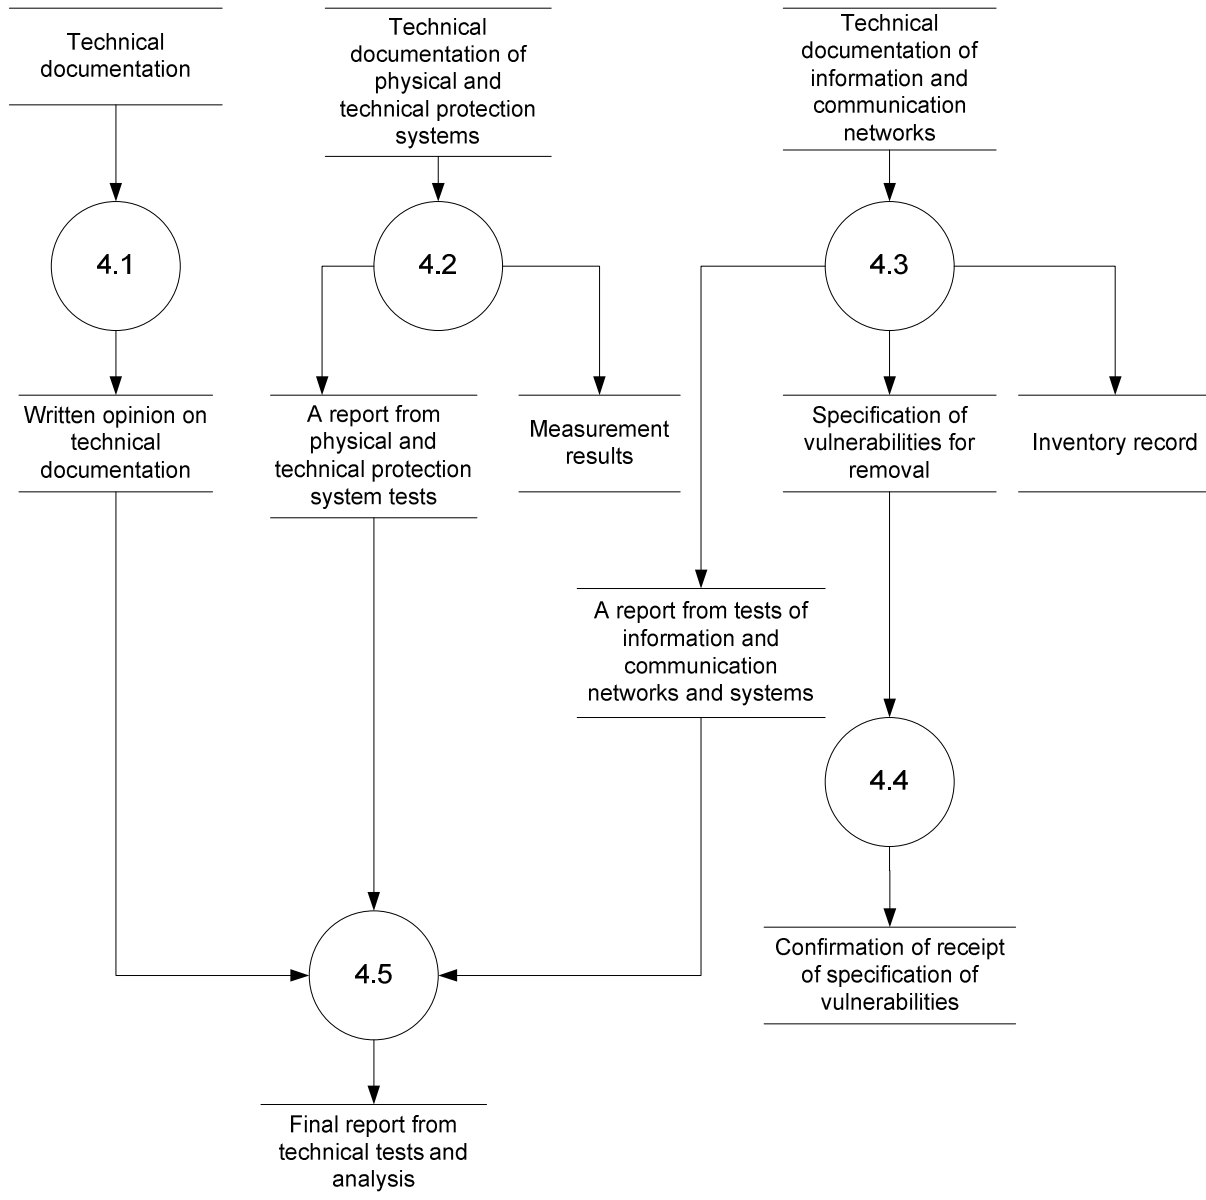 Technical
documentation
Technical
documentation of
physical and
technical protection
systems
Technical
documentation of
information and
communication
networks
4.1
4.2
4.3
Written opinion on
technical
documentation
A report from
physical and
technical protection
system tests
Measurement
results
Specification of
vulnerabilities for
removal
Inventory record
A report from tests of
information and
communication
networks and systems
4.4
4.5
Confirmation of receipt
of specification of
vulnerabilities
Final report from
technical tests and
analysis